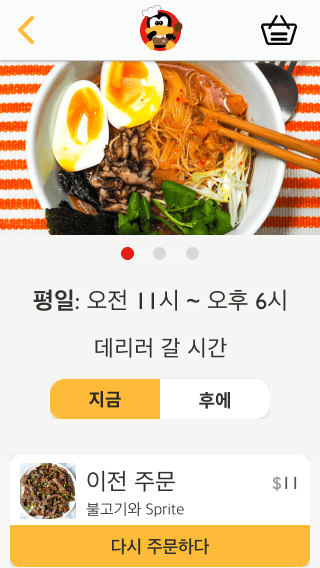 평일: 오전 11시 ~ 오후 6시
데리러 갈 시간
지금
후에
이전 주문
$11
불고기와 Sprite
다시 주문하다